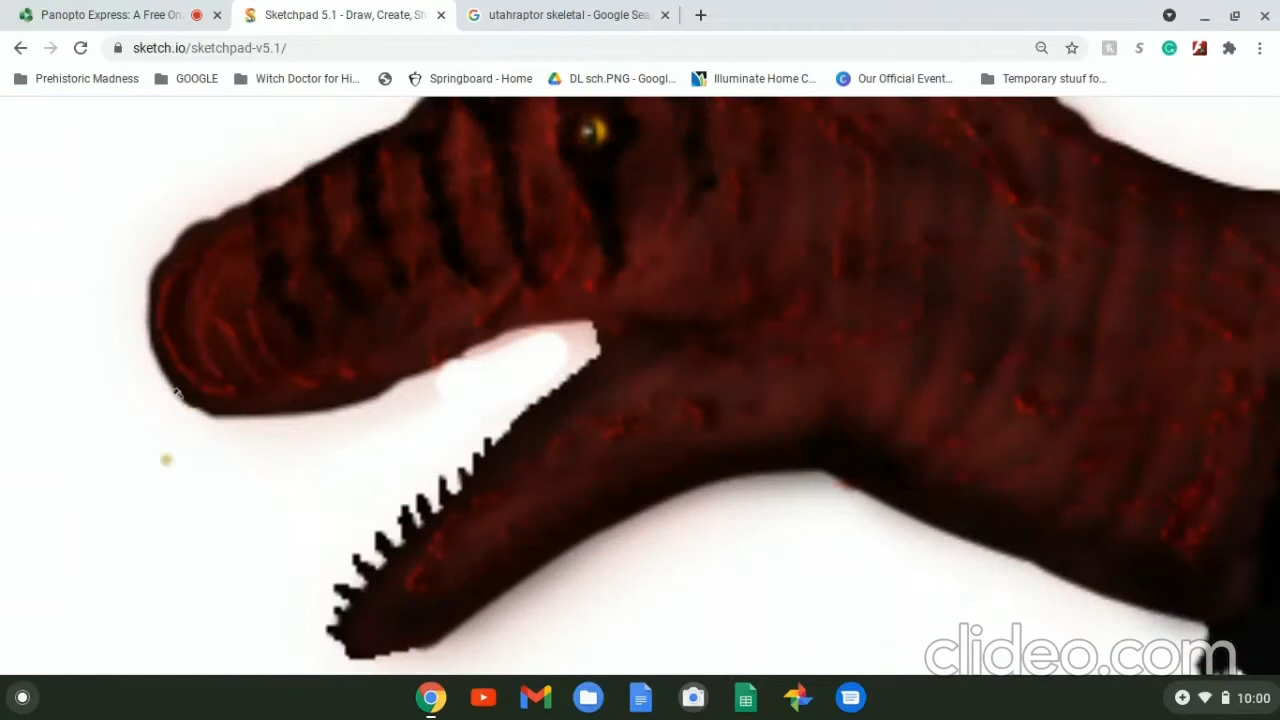 Panopto Express: A Free On
Sketchpad 5.1 - Draw, Create, Sh
utahraptor skeletal - Google Sea
sketch.io/sketchpad-v5.1/
Prehistoric Madness
GOOGLE
Witch Doctor for Hi...
Springboard - Home
DL sch.PNG - Googl...
Illuminate Home C...
Our Official Event...
Temporary stuuf fo...
clideo.com
10:00